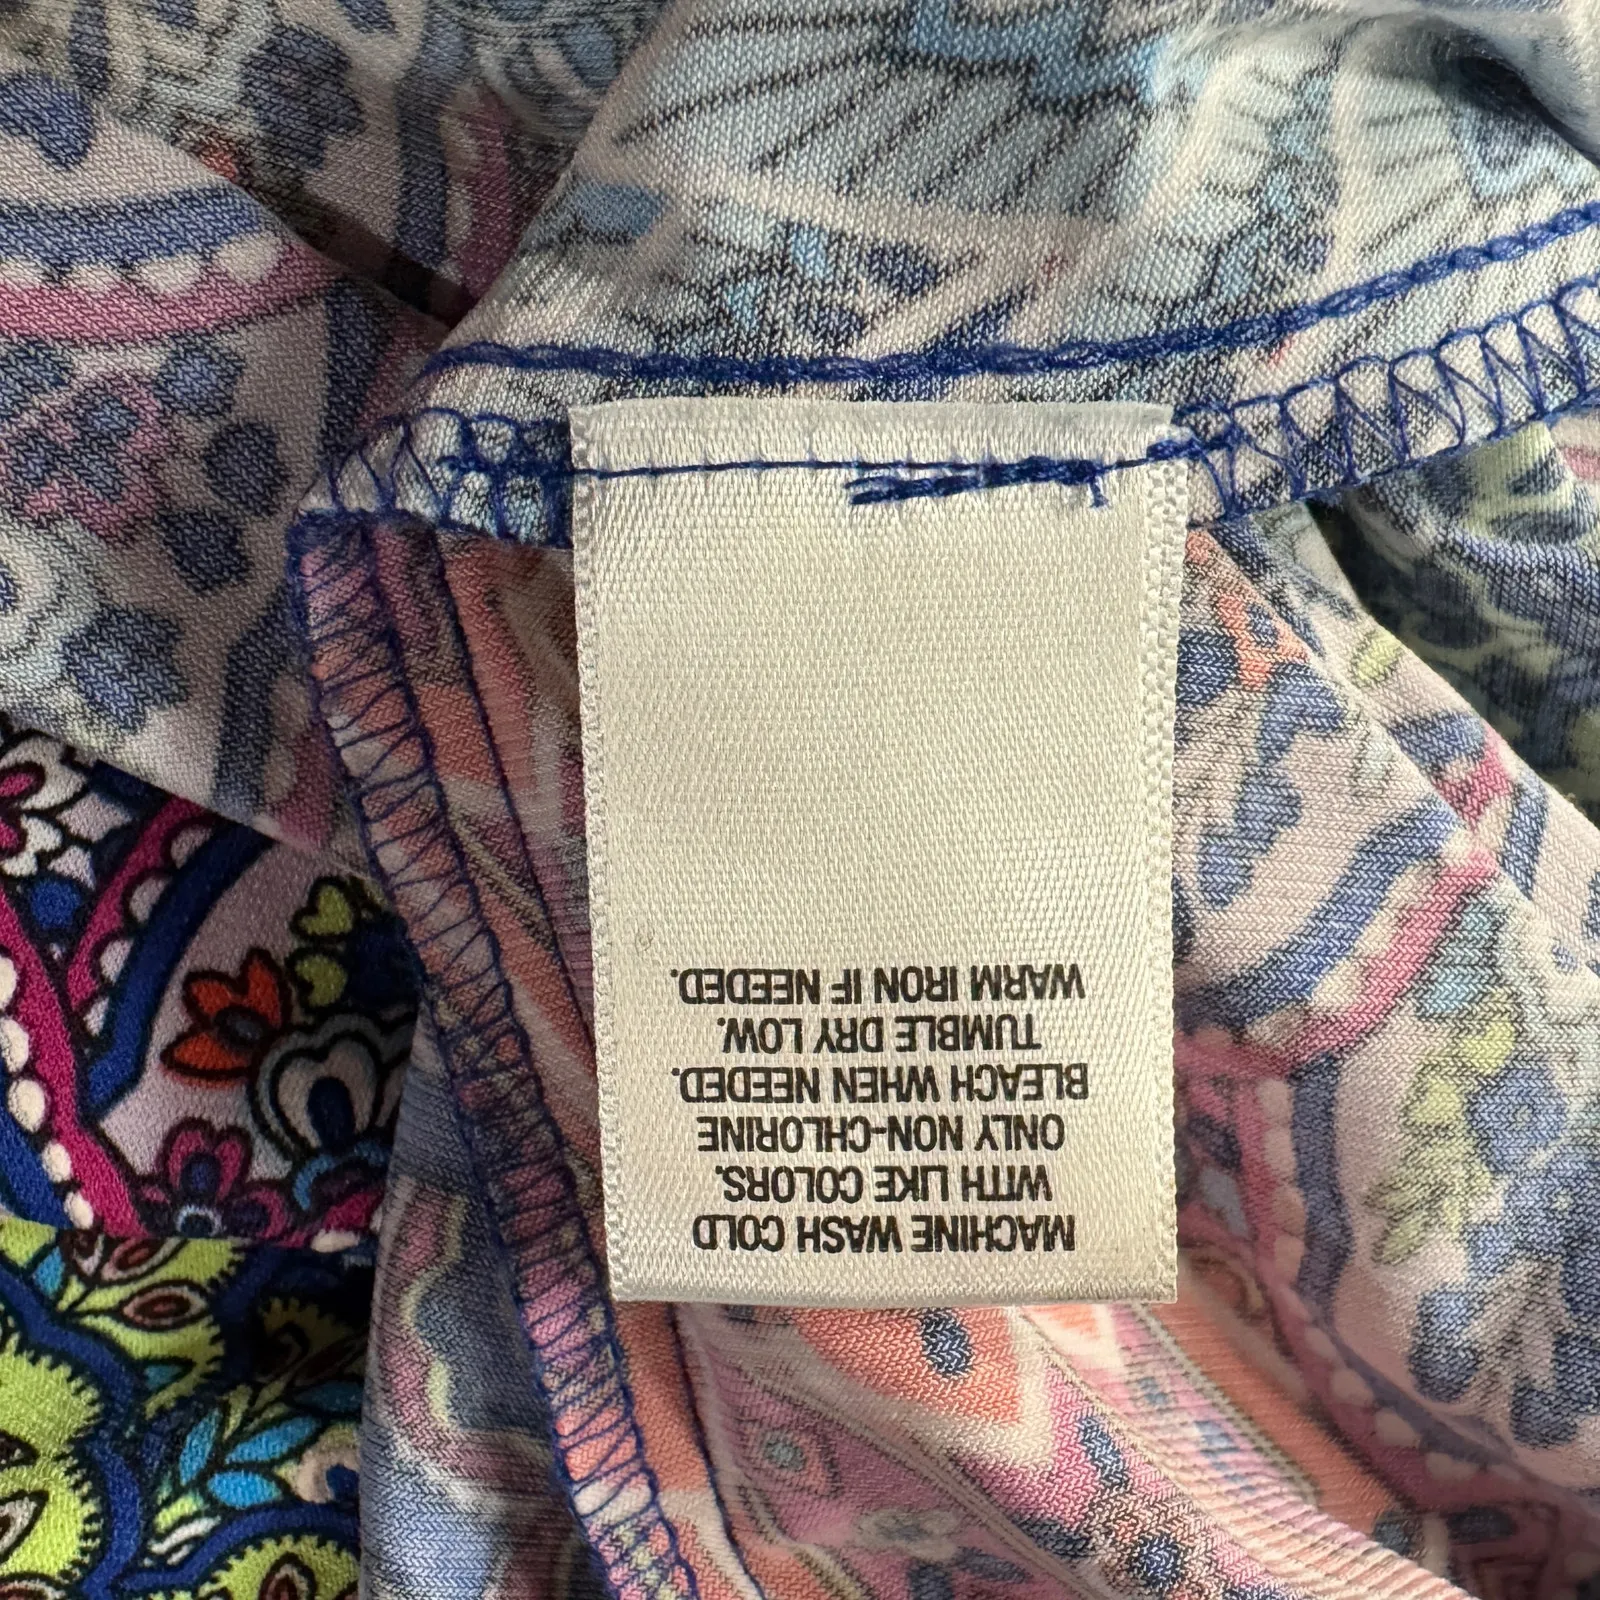 MACHINE WASH COLD
WITH LIKE COLORS.
ONLY NON-CHLORINE
BLEACH WHEN NEEDED.
TUMBLE DRY LOW.
WARM IRON IF NEEDED.